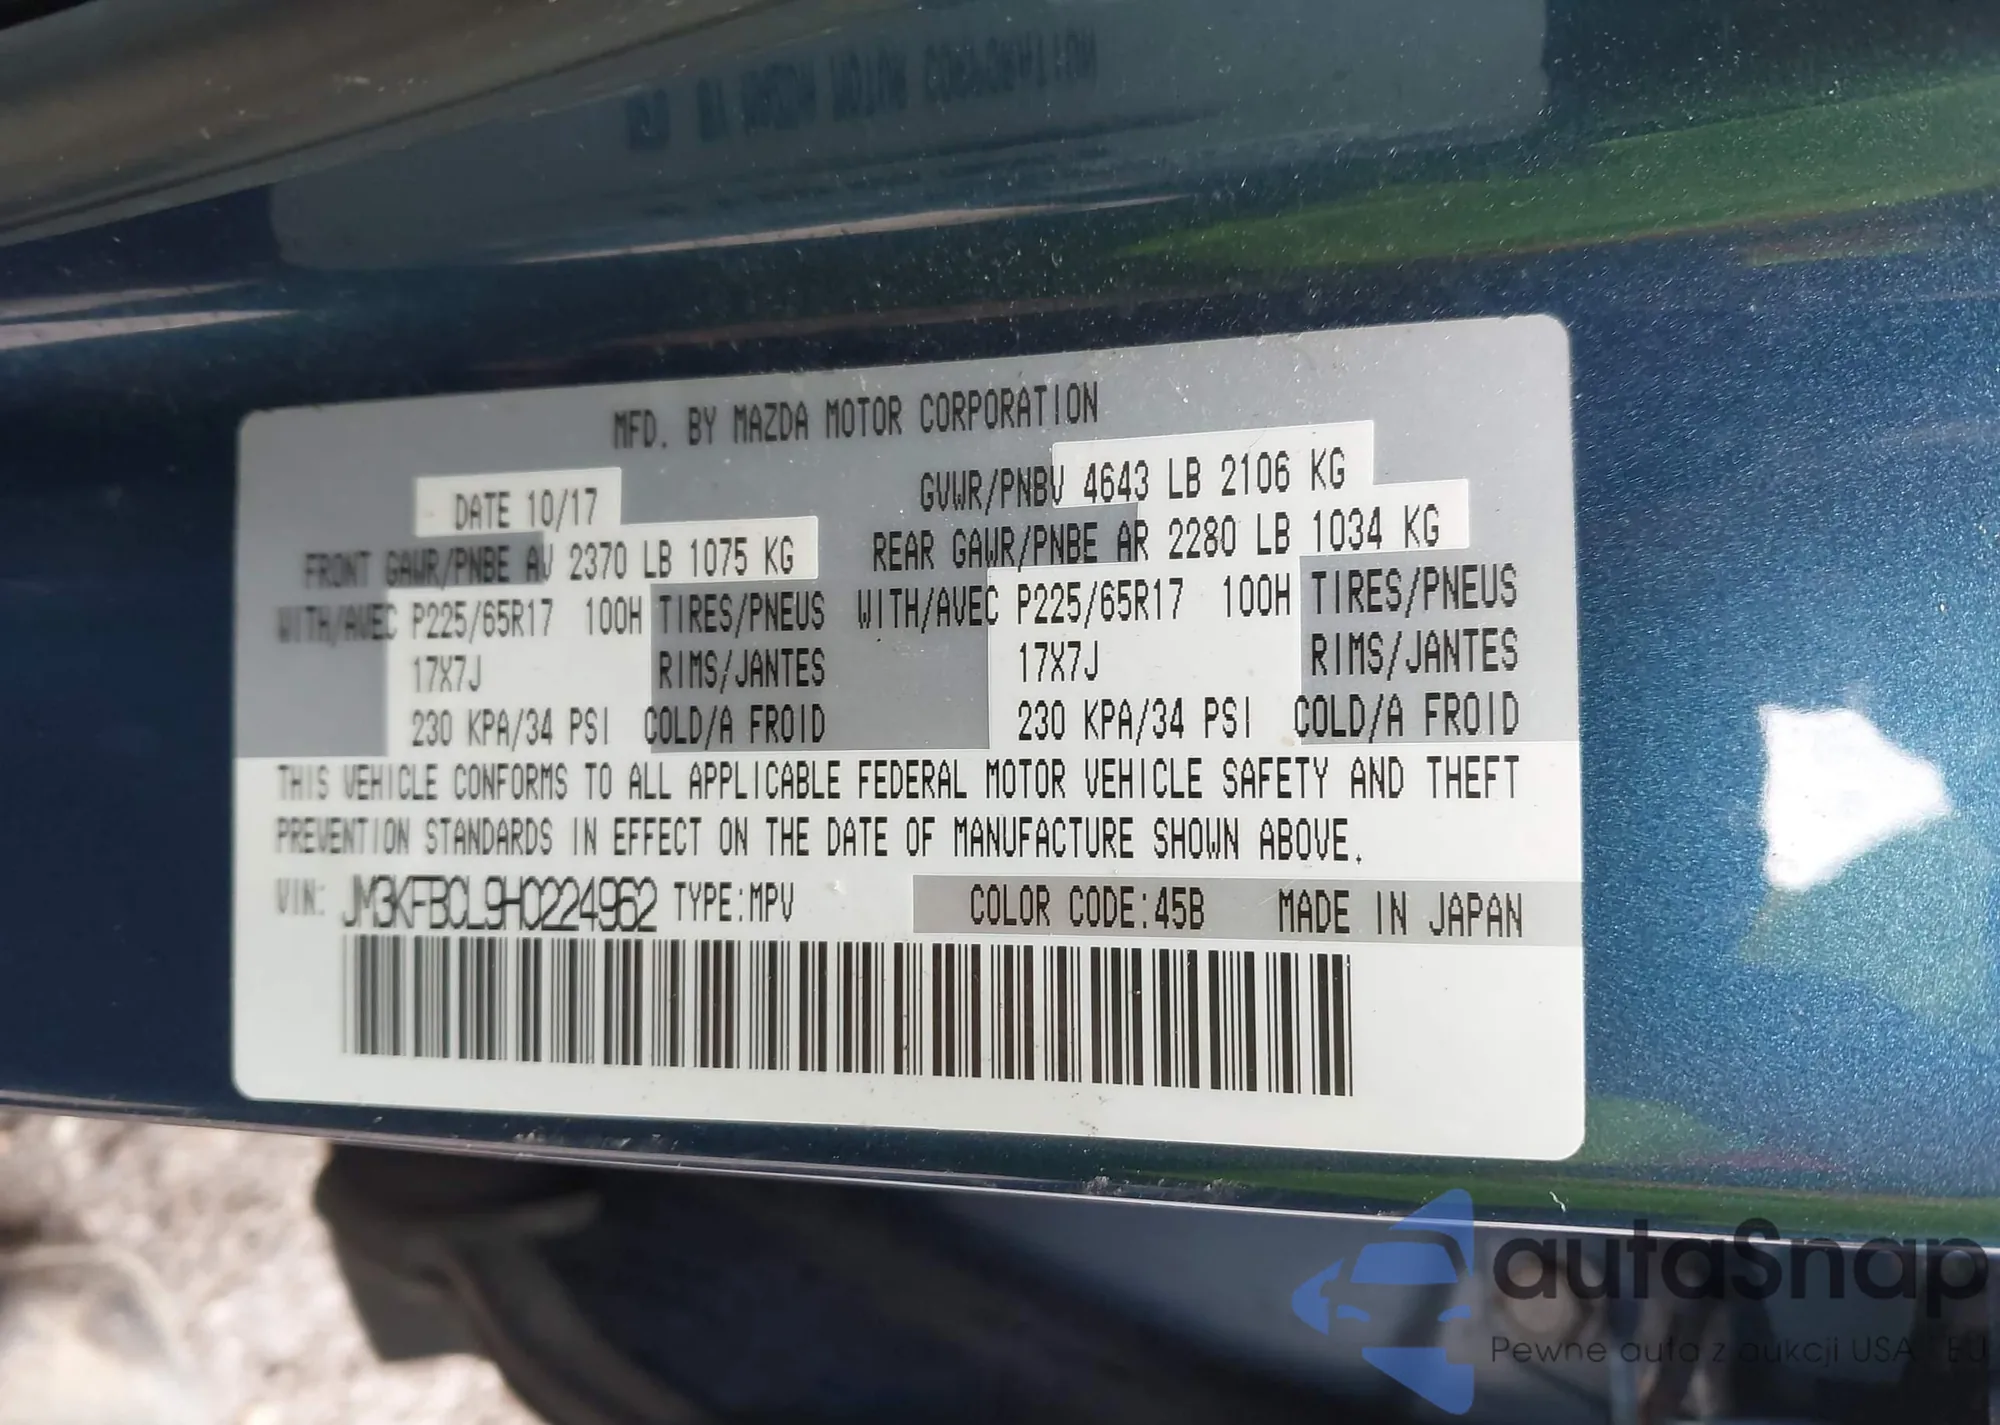 MFD. BY MAZDA MOTOR CORPORATION
DATE 10/17 GVWR/PNBV 4643 LB 2106 KG
FRONT GAWR/PNBE AV 2370 LB 1075 KG REAR GAWR/PNBE AR 2280 LB 1034 KG
WITH/AVEC P225/65R17 100H TIRES/PNEUS WITH/AVEC P225/65R17 100H TIRES/PNEUS
17X7J RIMS/JANTES 17X7J RIMS/JANTES
230 KPA/34 PSI COLD/A FROID 230 KPA/34 PSI COLD/A FROID
THIS VEHICLE CONFORMS TO ALL APPLICABLE FEDERAL MOTOR VEHICLE SAFETY AND THEFT
PREVENTION STANDARDS IN EFFECT ON THE DATE OF MANUFACTURE SHOWN ABOVE.
VIN: JM3KFBCL9H0224962 TYPE:MPV COLOR CODE:45B MADE IN JAPAN
autaSnap
Pewne auta z aukcji USA EU